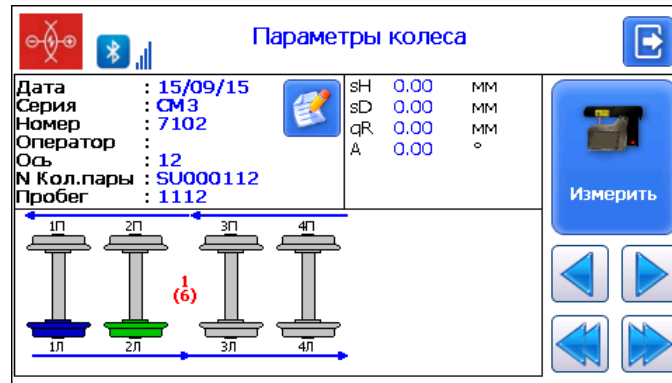 Параметры колеса
Дата : 15/09/15
Серия : СМ3
Номер : 7102
Оператор :
Ось : 12
N Кол.пары : SU000112
Пробег : 1112
sH 0.00 мм
sD 0.00 мм
qR 0.00 мм
A 0.00 °
Измерить
1П 2П 3П 4П
1
(6)
1Л 2Л 3Л 4Л